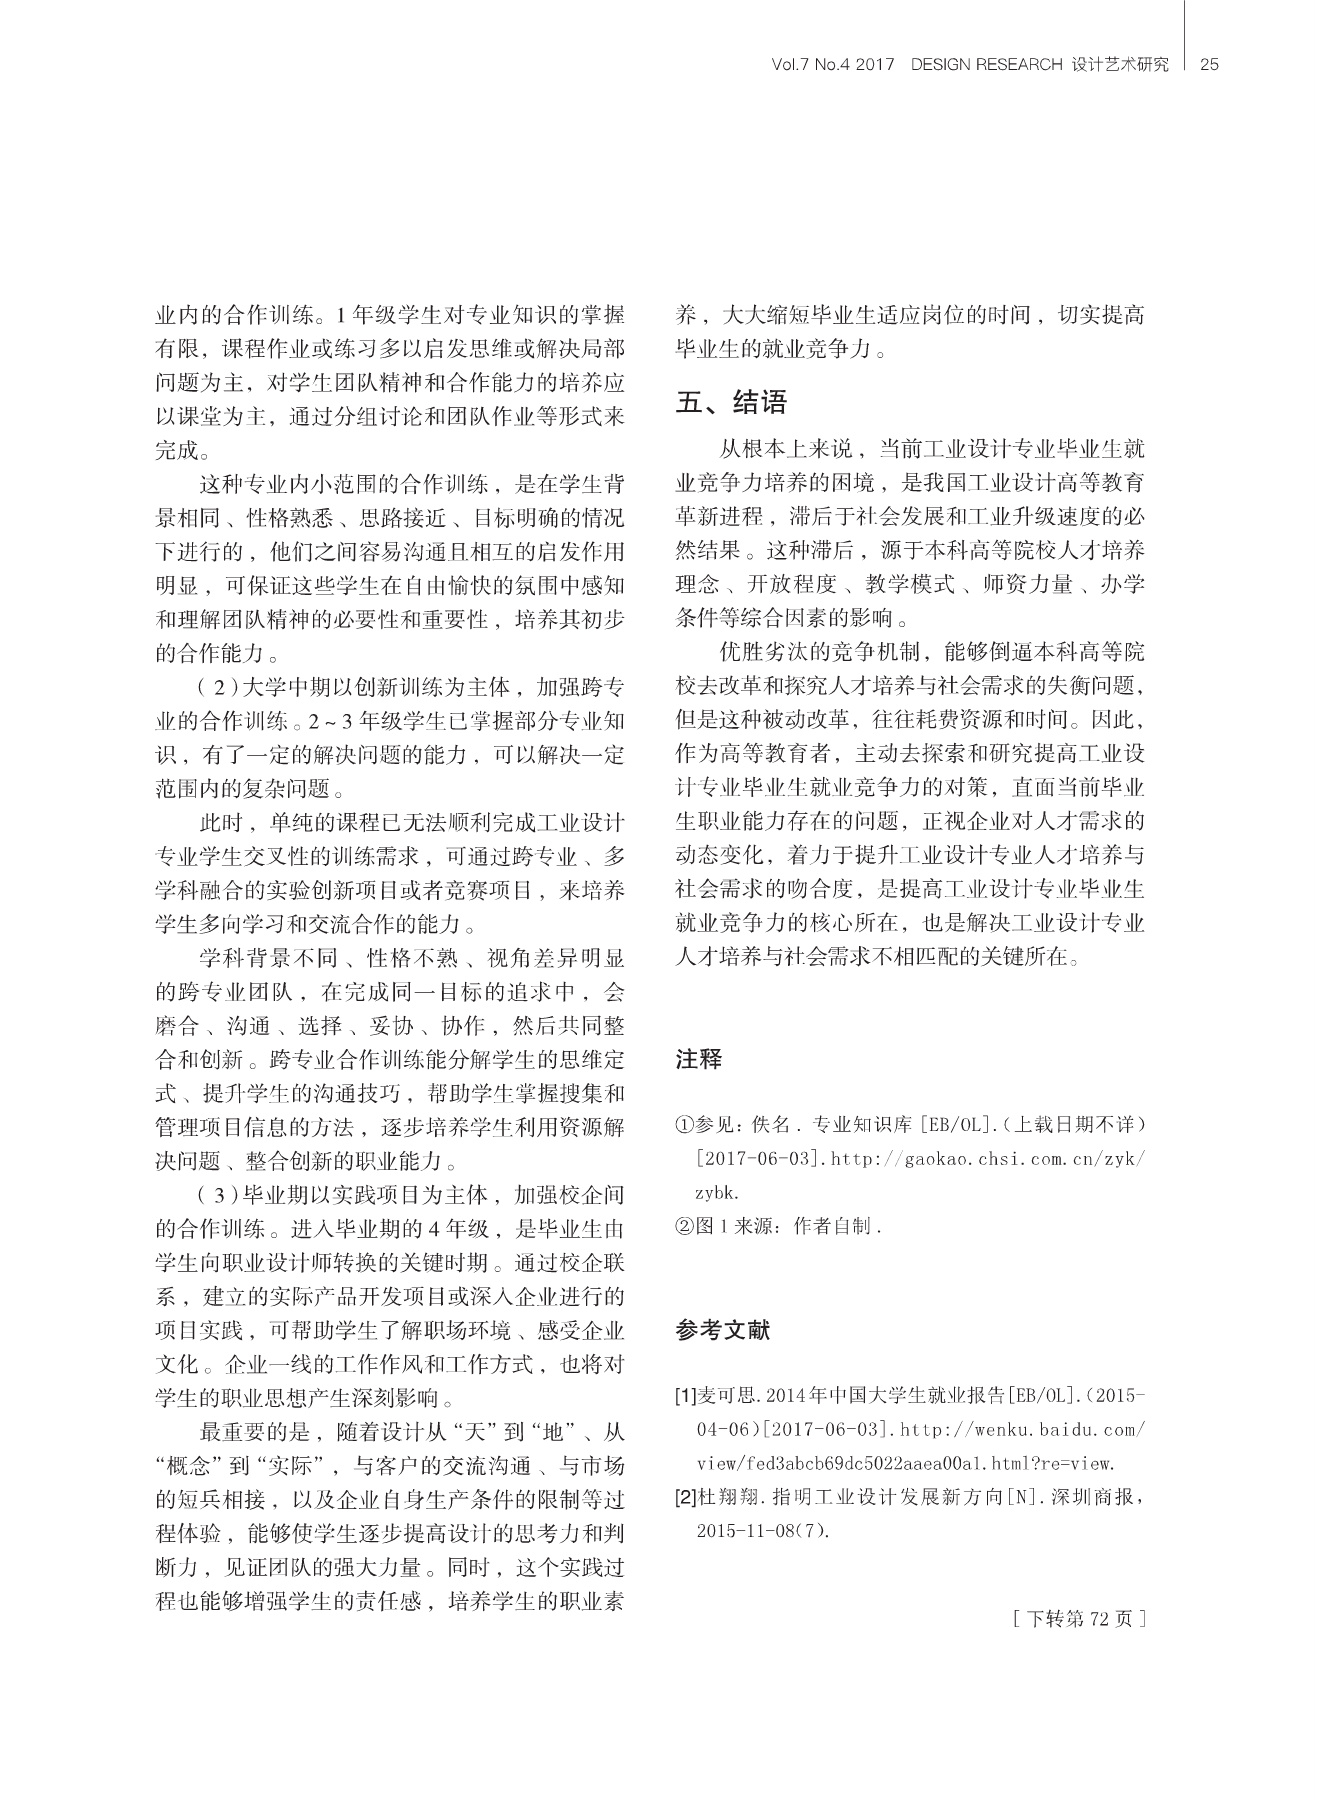 Vol.7 No.4 2017 DESIGN RESEARCH 设计艺术研究 25
业内的合作训练。1 年级学生对专业知识的掌握
有限，课程作业或练习多以启发思维或解决局部
问题为主，对学生团队精神和合作能力的培养应
以课堂为主，通过分组讨论和团队作业等形式来
完成。
这种专业内小范围的合作训练，是在学生背
景相同、性格熟悉、思路接近、目标明确的情况
下进行的，他们之间容易沟通且相互的启发作用
明显，可保证这些学生在自由愉快的氛围中感知
和理解团队精神的必要性和重要性，培养其初步
的合作能力。
（2）大学中期以创新训练为主体，加强跨专
业的合作训练。2～3 年级学生已掌握部分专业知
识，有了一定的解决问题的能力，可以解决一定
范围内的复杂问题。
此时，单纯的课程已无法顺利完成工业设计
专业学生交叉性的训练需求，可通过跨专业、多
学科融合的实验创新项目或者竞赛项目，来培养
学生多向学习和交流合作的能力。
学科背景不同、性格不熟、视角差异明显
的跨专业团队，在完成同一目标的追求中，会
磨合、沟通、选择、妥协、协作，然后共同整
合和创新。跨专业合作训练能分解学生的思维定
式、提升学生的沟通技巧，帮助学生掌握搜集和
管理项目信息的方法，逐步培养学生利用资源解
决问题、整合创新的职业能力。
（3）毕业期以实践项目为主体，加强校企间
的合作训练。进入毕业期的 4 年级，是毕业生由
学生向职业设计师转换的关键时期。通过校企联
系，建立的实际产品开发项目或深入企业进行的
项目实践，可帮助学生了解职场环境、感受企业
文化。企业一线的工作作风和工作方式，也将对
学生的职业思想产生深刻影响。
最重要的是，随着设计从“天”到“地”、从
“概念”到“实际”，与客户的交流沟通、与市场
的短兵相接，以及企业自身生产条件的限制等过
程体验，能够使学生逐步提高设计的思考力和判
断力，见证团队的强大力量。同时，这个实践过
程也能够增强学生的责任感，培养学生的职业素
养，大大缩短毕业生适应岗位的时间，切实提高
毕业生的就业竞争力。
五、结语
从根本上来说，当前工业设计专业毕业生就
业竞争力培养的困境，是我国工业设计高等教育
革新进程，滞后于社会发展和工业升级速度的必
然结果。这种滞后，源于本科高等院校人才培养
理念、开放程度、教学模式、师资力量、办学
条件等综合因素的影响。
优胜劣汰的竞争机制，能够倒逼本科高等院
校去改革和探究人才培养与社会需求的失衡问题，
但是这种被动改革，往往耗费资源和时间。因此，
作为高等教育者，主动去探索和研究提高工业设
计专业毕业生就业竞争力的对策，直面当前毕业
生职业能力存在的问题，正视企业对人才需求的
动态变化，着力于提升工业设计专业人才培养与
社会需求的吻合度，是提高工业设计专业毕业生
就业竞争力的核心所在，也是解决工业设计专业
人才培养与社会需求不相匹配的关键所在。
注释
①参见：佚名．专业知识库 [EB/OL].（上载日期不详）
[2017-06-03].http://gaokao.chsi.com.cn/zyk/
zybk.
②图 1 来源：作者自制．
参考文献
[1]麦可思.2014年中国大学生就业报告[EB/OL].(2015-
04-06)[2017-06-03].http://wenku.baidu.com/
view/fed3abcb69dc5022aaea00a1.html?re=view.
[2]杜翔翔.指明工业设计发展新方向[N].深圳商报，
2015-11-08(7).
［下转第 72 页］